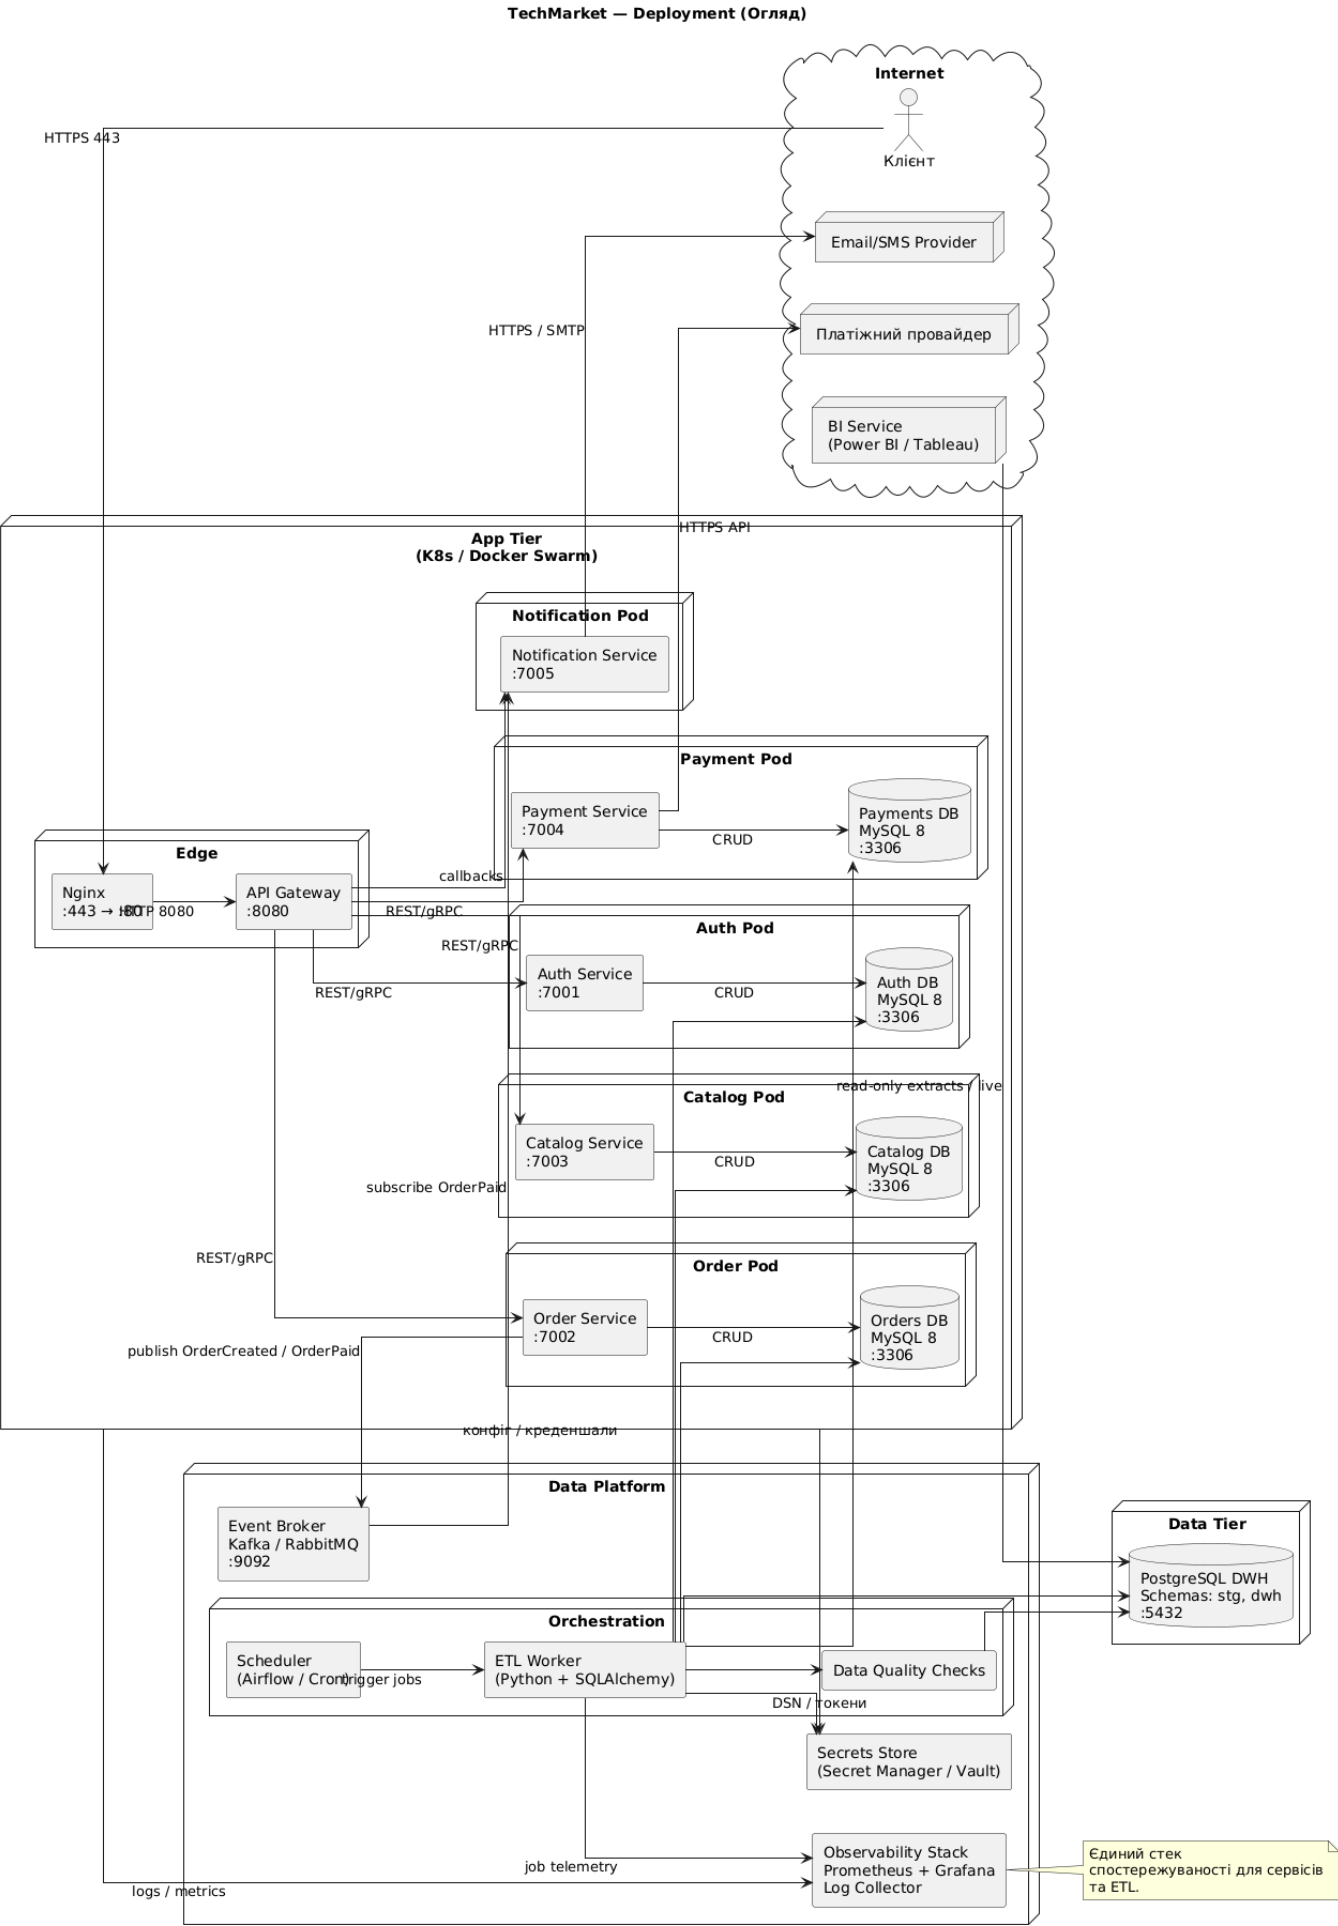 TechMarket — Deployment (Огляд)
Internet
Клієнт
HTTPS 443
Email/SMS Provider
HTTPS / SMTP
Платіжний провайдер
BI Service
(Power BI / Tableau)
HTTPS API
App Tier
(K8s / Docker Swarm)
Notification Pod
Notification Service
:7005
Payment Pod
Payment Service
:7004
CRUD
Payments DB
MySQL 8
:3306
Edge
Nginx
:443 → :80
HTTP 8080
API Gateway
:8080
callbacks
REST/gRPC
REST/gRPC
REST/gRPC
Auth Pod
Auth Service
:7001
CRUD
Auth DB
MySQL 8
:3306
read-only extracts / live
Catalog Pod
Catalog Service
:7003
CRUD
Catalog DB
MySQL 8
:3306
subscribe OrderPaid
REST/gRPC
Order Pod
Order Service
:7002
CRUD
Orders DB
MySQL 8
:3306
publish OrderCreated / OrderPaid
конфіг / креденшали
Data Platform
Event Broker
Kafka / RabbitMQ
:9092
Data Tier
PostgreSQL DWH
Schemas: stg, dwh
:5432
Orchestration
Scheduler
(Airflow / Cron)
trigger jobs
ETL Worker
(Python + SQLAlchemy)
Data Quality Checks
DSN / токени
Secrets Store
(Secret Manager / Vault)
Observability Stack
Prometheus + Grafana
Log Collector
job telemetry
logs / metrics
Єдиний стек
спостережуваності для сервісів
та ETL.